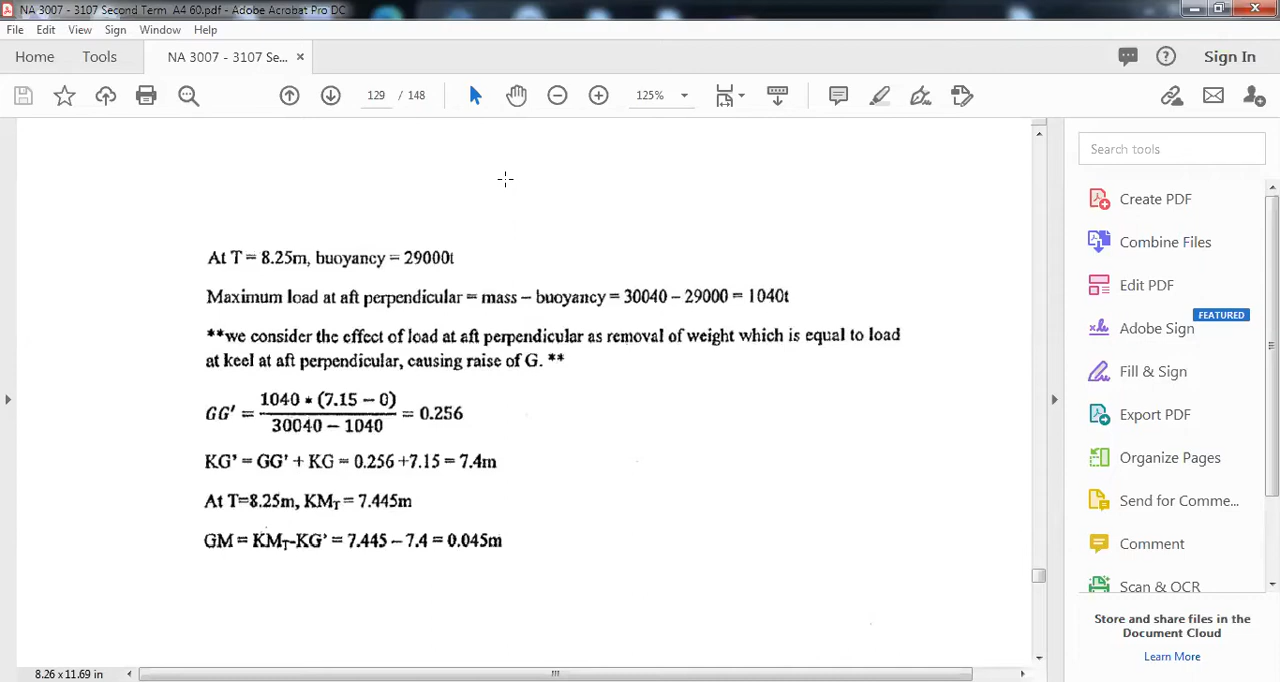 NA 3007 - 3107 Second Term A4 60.pdf - Adobe Acrobat Pro DC
File Edit View Sign Window Help
Home Tools NA 3007 - 3107 Se... × Sign In
129 / 148 125%
Search tools
Create PDF
Combine Files
Edit PDF
FEATURED
Adobe Sign
Fill & Sign
Export PDF
Organize Pages
Send for Comme...
Comment
Scan & OCR
Store and share files in the
Document Cloud
Learn More
At T = 8.25m, buoyancy = 29000t
Maximum load at aft perpendicular = mass – buoyancy = 30040 – 29000 = 1040t
**we consider the effect of load at aft perpendicular as removal of weight which is equal to load
at keel at aft perpendicular, causing raise of G. **
GG' = 1040 * (7.15 – 0) / 30040 – 1040 = 0.256
KG' = GG' + KG = 0.256 +7.15 = 7.4m
At T=8.25m, KMT = 7.445m
GM = KMT-KG' = 7.445 – 7.4 = 0.045m
8.26 x 11.69 in